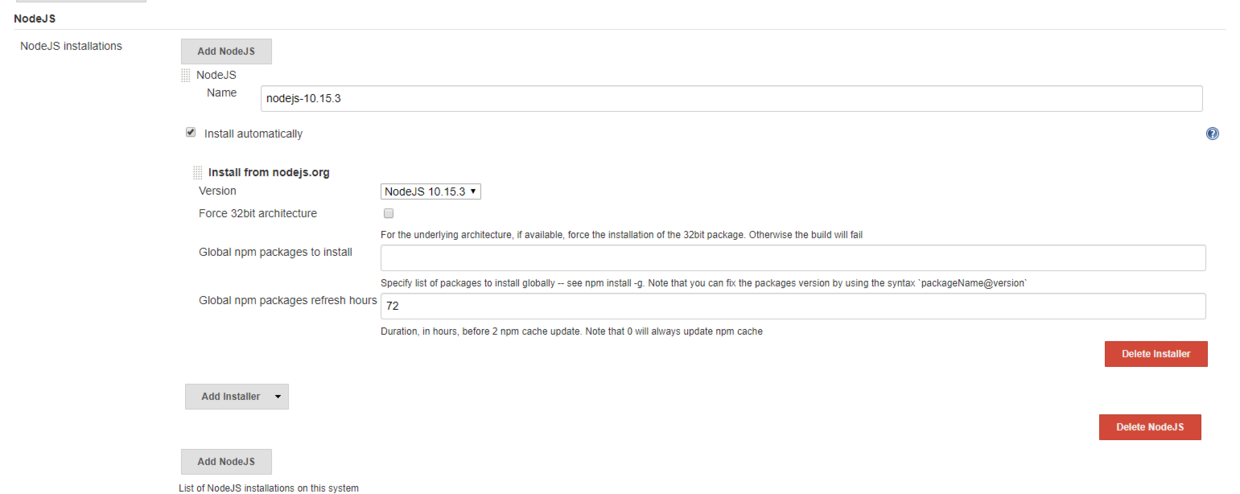 NodeJS
NodeJS installations
Add NodeJS
NodeJS
Name
nodejs-10.15.3
Install automatically
?
Install from nodejs.org
Version
NodeJS 10.15.3
Force 32bit architecture
For the underlying architecture, if available, force the installation of the 32bit package. Otherwise the build will fail
Global npm packages to install
Specify list of packages to install globally -- see npm install -g. Note that you can fix the packages version by using the syntax `packageName@version`
Global npm packages refresh hours
72
Duration, in hours, before 2 npm cache update. Note that 0 will always update npm cache
Delete Installer
Add Installer
Delete NodeJS
Add NodeJS
List of NodeJS installations on this system